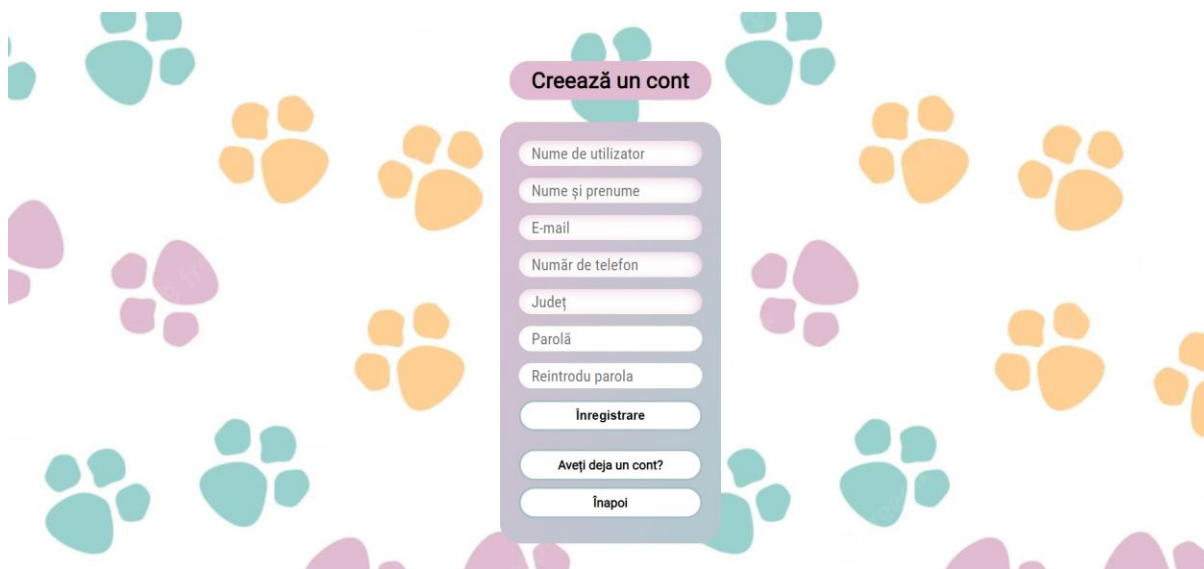 Creează un cont
Nume de utilizator
Nume și prenume
E-mail
Număr de telefon
Județ
Parolă
Reintrodu parola
Înregistrare
Aveți deja un cont?
Înapoi